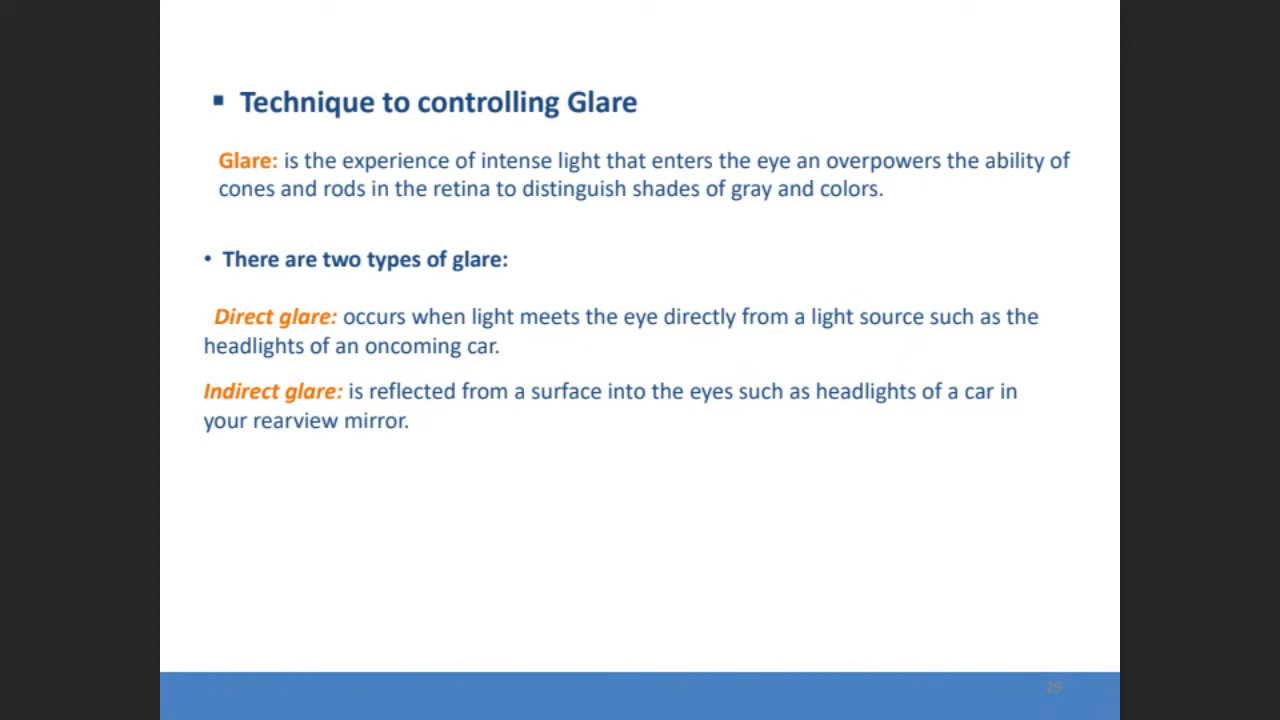 ▪ Technique to controlling Glare
Glare: is the experience of intense light that enters the eye an overpowers the ability of
cones and rods in the retina to distinguish shades of gray and colors.
• There are two types of glare:
Direct glare: occurs when light meets the eye directly from a light source such as the
headlights of an oncoming car.
Indirect glare: is reflected from a surface into the eyes such as headlights of a car in
your rearview mirror.
29